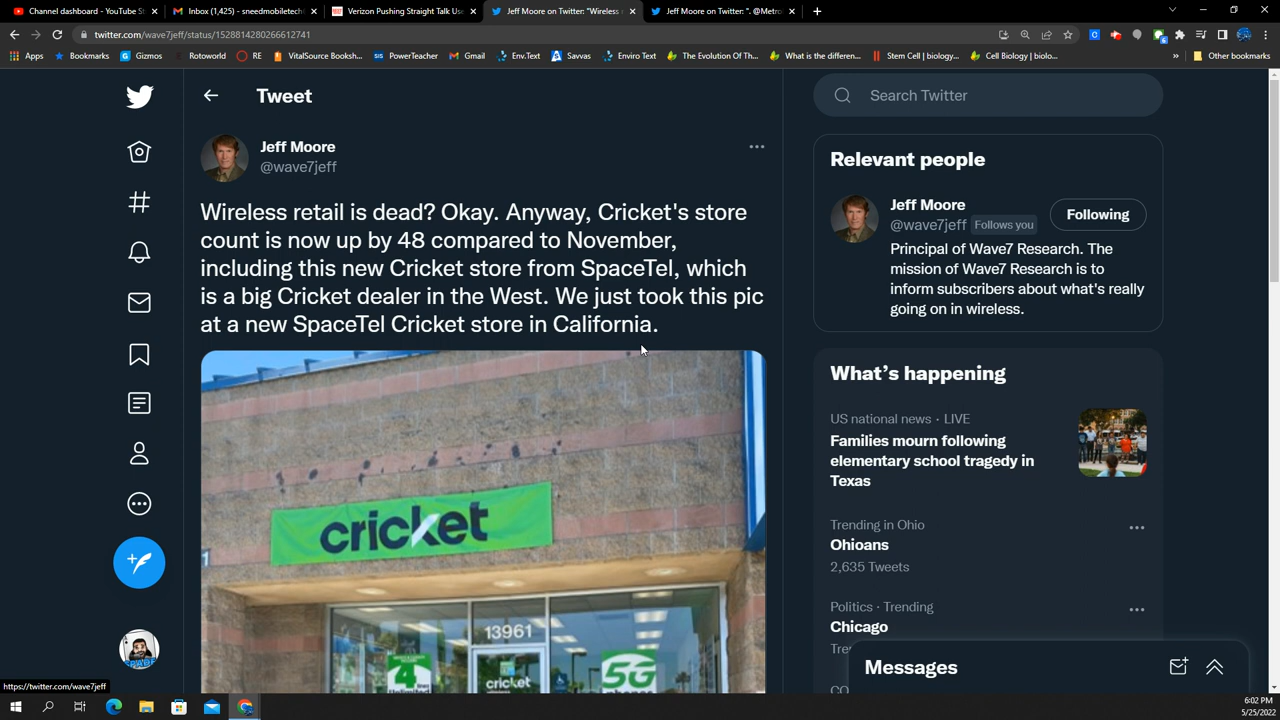 Channel dashboard - YouTube St
Inbox (1,425) - sneedmobiletech
Verizon Pushing Straight Talk Use
Jeff Moore on Twitter: "Wireless
Jeff Moore on Twitter: ". @Metro
twitter.com/wave7jeff/status/1528814280266612741
Apps
Bookmarks
Gizmos
Rotoworld
RE
VitalSource Booksh...
PowerTeacher
Gmail
Env.Text
Savvas
Enviro Text
The Evolution Of Th...
What is the differen...
Stem Cell | biology...
Cell Biology | biolo...
Other bookmarks
Tweet
Jeff Moore
@wave7jeff
Wireless retail is dead? Okay. Anyway, Cricket's store
count is now up by 48 compared to November,
including this new Cricket store from SpaceTel, which
is a big Cricket dealer in the West. We just took this pic
at a new SpaceTel Cricket store in California.
cricket
13961
4
cricket
5G
Search Twitter
Relevant people
Jeff Moore
@wave7jeff Follows you
Following
Principal of Wave7 Research. The
mission of Wave7 Research is to
inform subscribers about what's really
going on in wireless.
What's happening
US national news · LIVE
Families mourn following
elementary school tragedy in
Texas
Trending in Ohio
Ohioans
2,635 Tweets
Politics · Trending
Chicago
Messages
https://twitter.com/wave7jeff
6:02 PM
5/25/2022